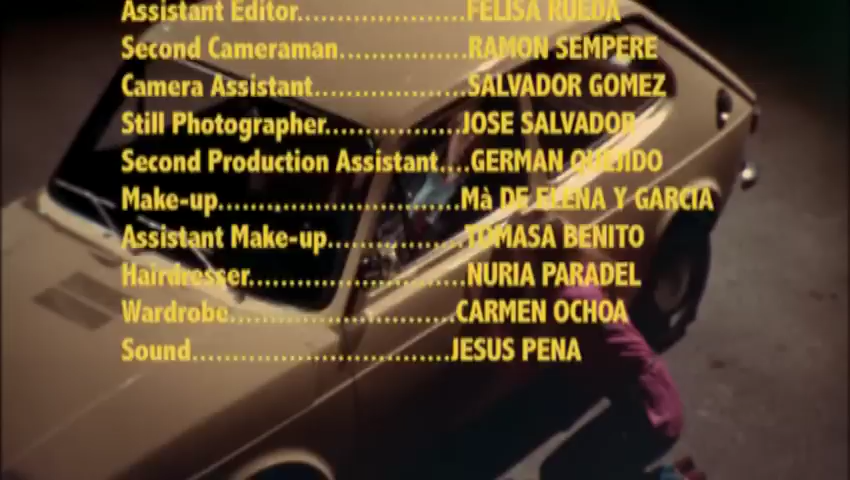 Assistant Editor....................FELISA RUEDA
Second Cameraman................RAMON SEMPERE
Camera Assistant...................SALVADOR GOMEZ
Still Photographer.................JOSE SALVADOR
Second Production Assistant....GERMAN QUEJIDO
Make-up.............................Mà DE ELENA Y GARCIA
Assistant Make-up.................TOMASA BENITO
Hairdresser...........................NURIA PARADEL
Wardrobe............................CARMEN OCHOA
Sound................................JESUS PENA